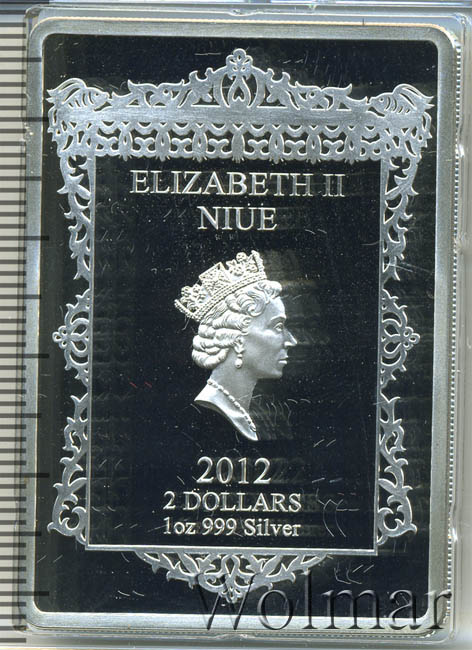 ELIZABETH II
NIUE
2012
2 DOLLARS
1oz 999 Silver
Wolmar